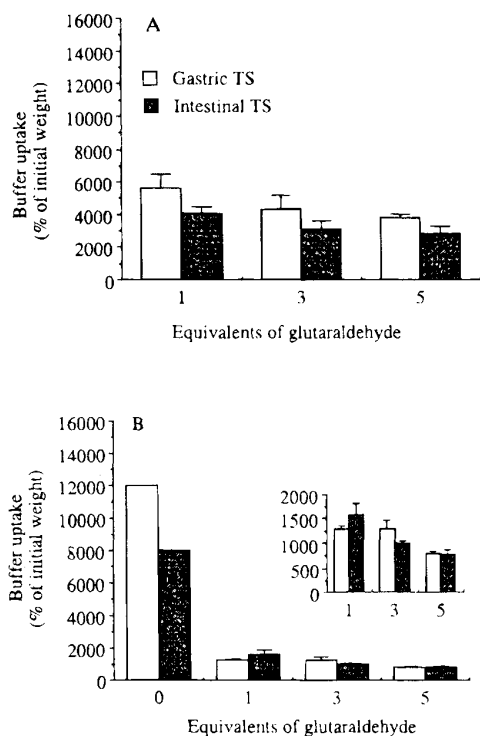 A
16000
14000
12000
10000
8000
6000
4000
2000
0
Buffer uptake
(% of initial weight)
Gastric TS
Intestinal TS
1 3 5
Equivalents of glutaraldehyde
B
16000
14000
12000
10000
8000
6000
4000
2000
0
Buffer uptake
(% of initial weight)
2000
1500
1000
500
0
1 3 5
0 1 3 5
Equivalents of glutaraldehyde